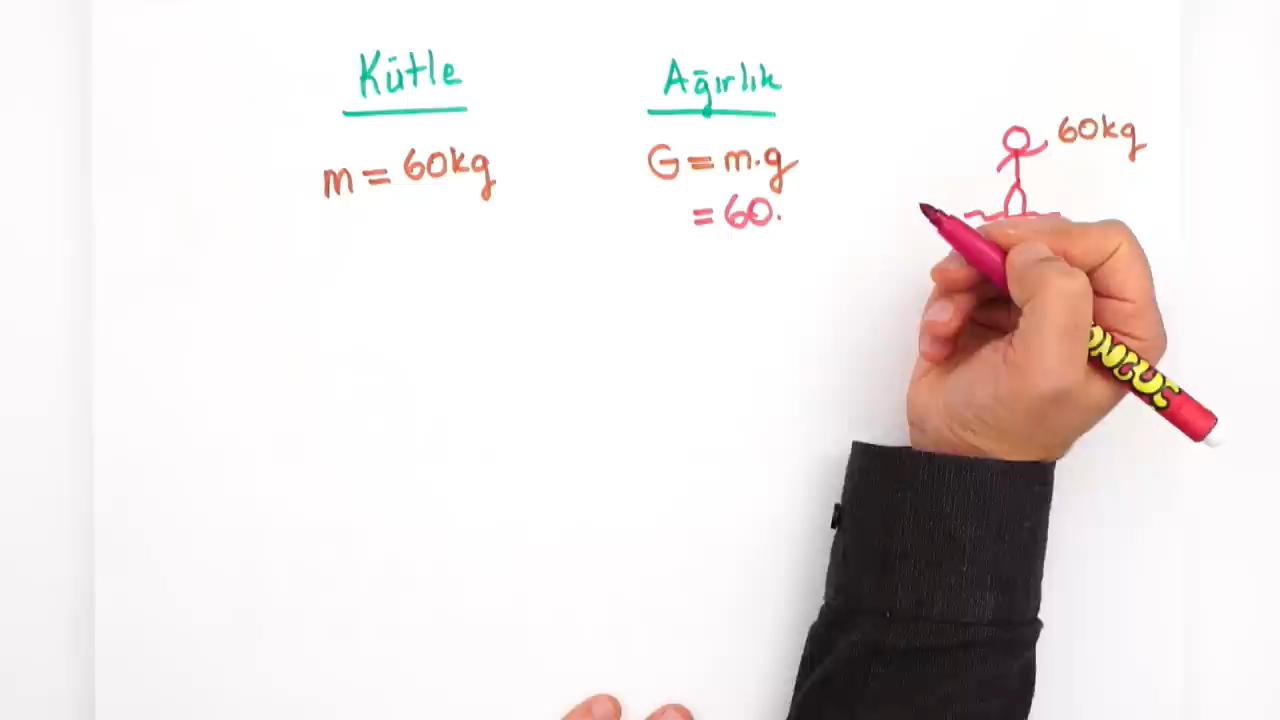 Kütle
m = 60kg
Ağırlık
G = m.g
= 60.
60kg